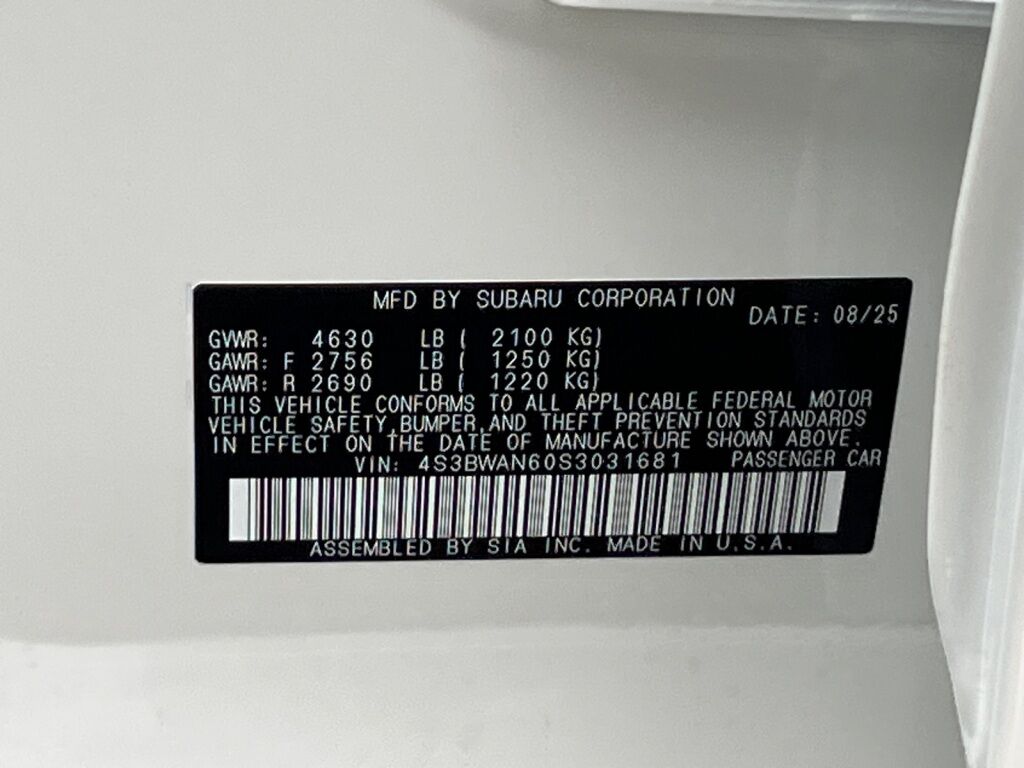 MFD BY SUBARU CORPORATION
DATE: 08/25
GVWR: 4630 LB ( 2100 KG)
GAWR: F 2756 LB ( 1250 KG)
GAWR: R 2690 LB ( 1220 KG)
THIS VEHICLE CONFORMS TO ALL APPLICABLE FEDERAL MOTOR
VEHICLE SAFETY,BUMPER,AND THEFT PREVENTION STANDARDS
IN EFFECT ON THE DATE OF MANUFACTURE SHOWN ABOVE.
VIN: 4S3BWAN60S3031681 PASSENGER CAR
ASSEMBLED BY SIA INC. MADE IN U.S.A.